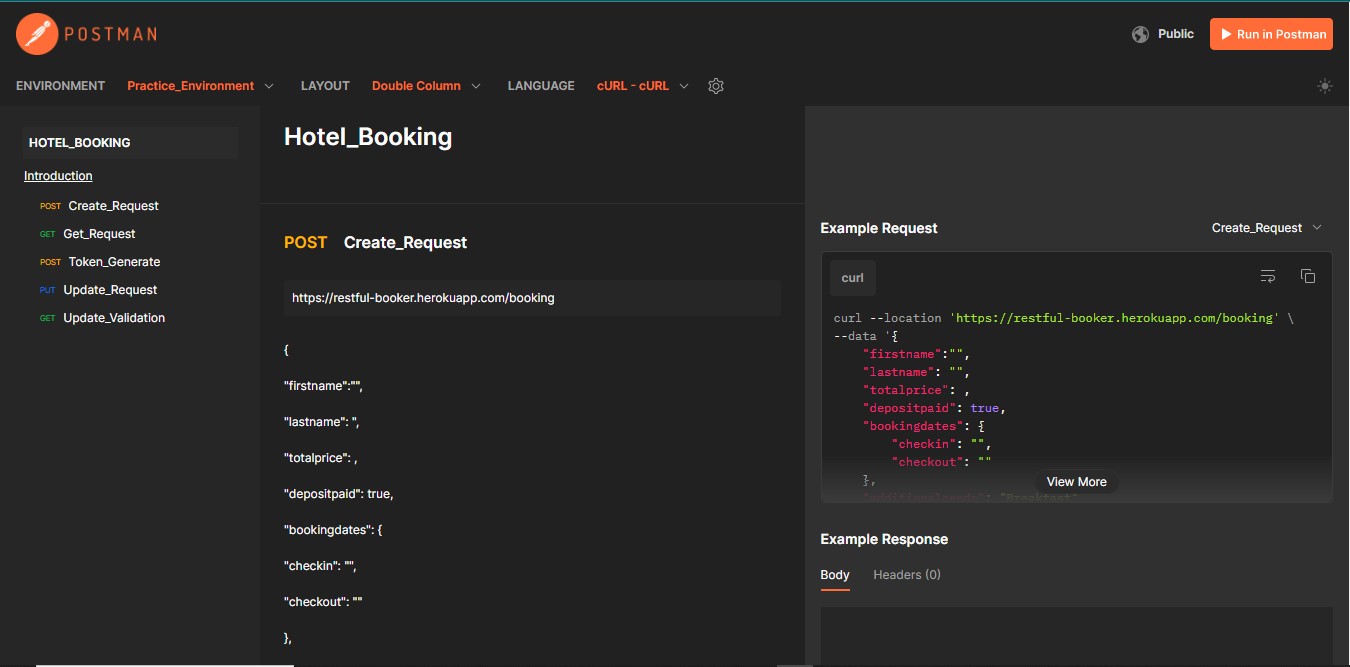 POSTMAN
Public
Run in Postman
ENVIRONMENT Practice_Environment LAYOUT Double Column LANGUAGE cURL - cURL
HOTEL_BOOKING
Introduction
POST Create_Request
GET Get_Request
POST Token_Generate
PUT Update_Request
GET Update_Validation
Hotel_Booking
POST Create_Request
https://restful-booker.herokuapp.com/booking
{
"firstname":"",
"lastname": ",
"totalprice": ,
"depositpaid": true,
"bookingdates": {
"checkin": "",
"checkout": ""
},
Example Request
Create_Request
curl
curl --location 'https://restful-booker.herokuapp.com/booking' \
--data '{
"firstname":"",
"lastname": "",
"totalprice": ,
"depositpaid": true,
"bookingdates": {
"checkin": "",
"checkout": ""
},
View More
Example Response
Body Headers (0)